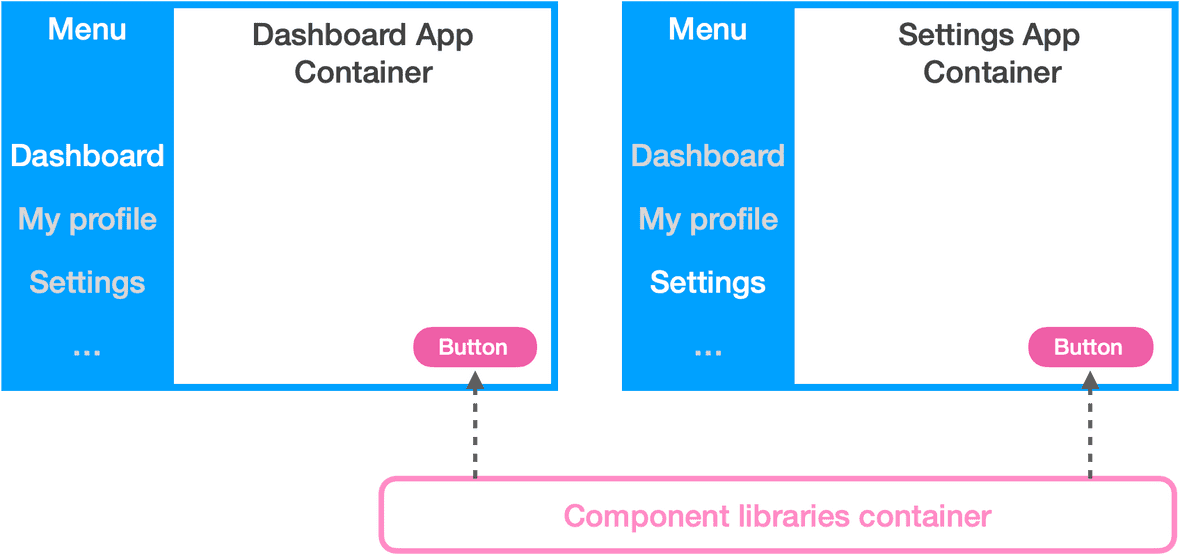 Menu
Dashboard App
Container
Dashboard
My profile
Settings
...
Button
Menu
Settings App
Container
Dashboard
My profile
Settings
...
Button
Component libraries container